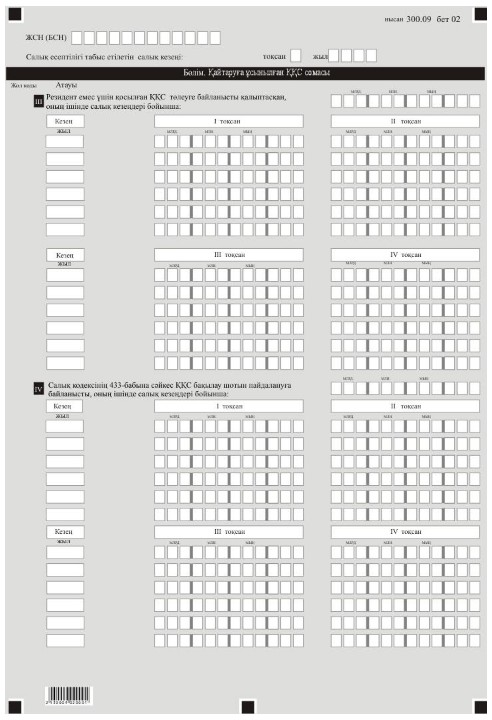 нысан 300.09 бет 02
ЖСН (БСН)
Салық есептілігі табыс етілетін салық кезеңі: тоқсан жыл
Бөлім. Қайтаруға ұсынылған ҚҚС сомасы
Жол коды Атауы
млрд млн мың
III Резидент емес үшін қосылған ҚҚС төлеуге байланысты қалыптасқан,
оның ішінде салық кезеңдері бойынша:
Кезең I тоқсан II тоқсан
жыл млрд млн мың млрд млн мың
Кезең III тоқсан IV тоқсан
жыл млрд млн мың млрд млн мың
млрд млн мың
IV Салық кодексінің 433-бабына сәйкес ҚҚС бақылау шотын пайдалануға
байланысты, оның ішінде салық кезеңдері бойынша:
Кезең I тоқсан II тоқсан
жыл млрд млн мың млрд млн мың
Кезең III тоқсан IV тоқсан
жыл млрд млн мың млрд млн мың